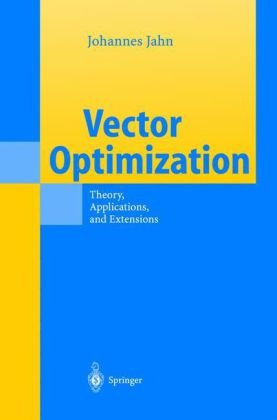 Johannes Jahn
Vector
Optimization
Theory,
Applications,
and Extensions
Springer